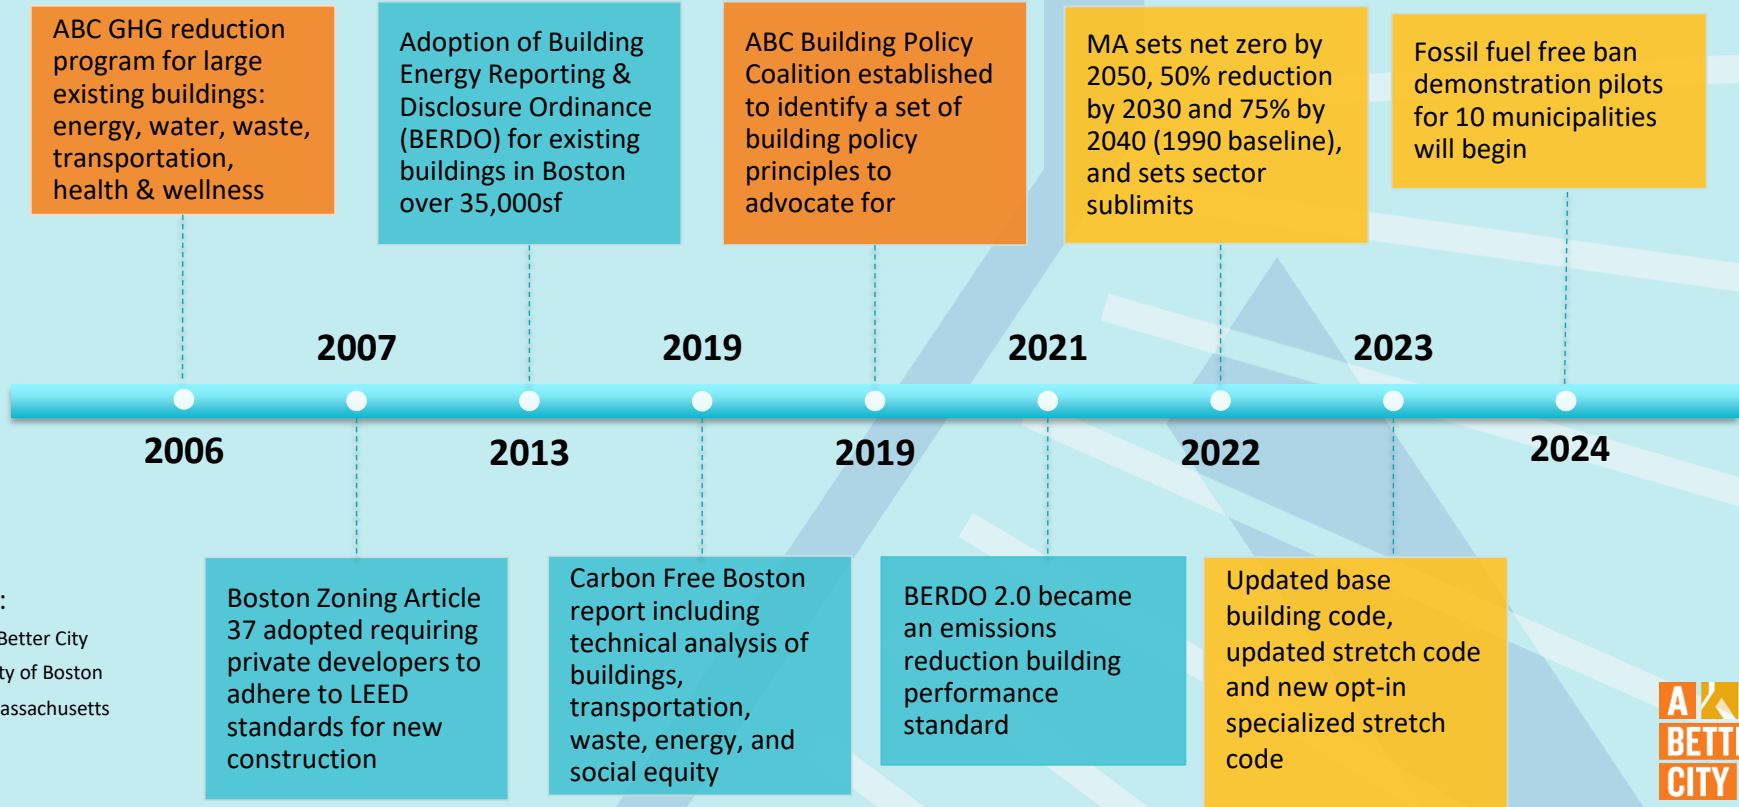 ABC GHG reduction
program for large
existing buildings:
energy, water, waste,
transportation,
health & wellness
Adoption of Building
Energy Reporting &
Disclosure Ordinance
(BERDO) for existing
buildings in Boston
over 35,000sf
ABC Building Policy
Coalition established
to identify a set of
building policy
principles to
advocate for
MA sets net zero by
2050, 50% reduction
by 2030 and 75% by
2040 (1990 baseline),
and sets sector
sublimits
Fossil fuel free ban
demonstration pilots
for 10 municipalities
will begin
2007
2019
2021
2023
2006
2013
2019
2022
2024
:
Better City
ty of Boston
assachusetts
Boston Zoning Article
37 adopted requiring
private developers to
adhere to LEED
standards for new
construction
Carbon Free Boston
report including
technical analysis of
buildings,
transportation,
waste, energy, and
social equity
BERDO 2.0 became
an emissions
reduction building
performance
standard
Updated base
building code,
updated stretch code
and new opt-in
specialized stretch
code
A
BETT
CITY